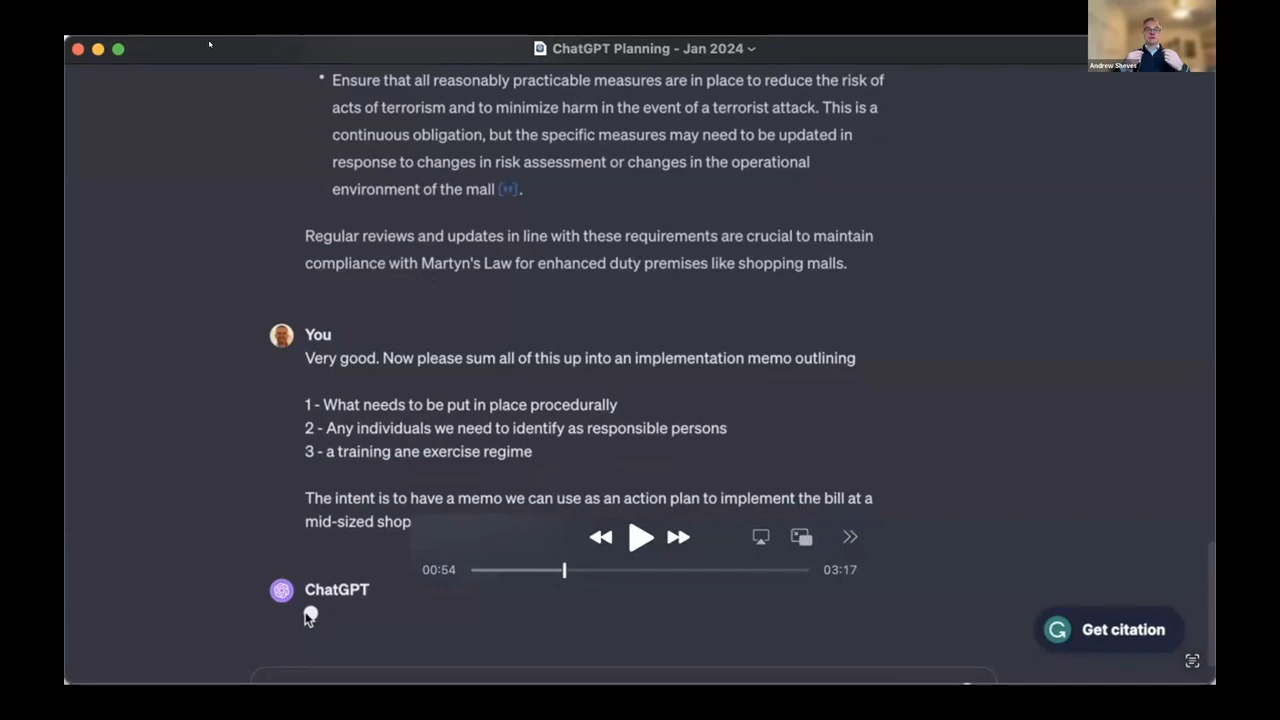 ChatGPT Planning - Jan 2024
Andrew Sheves
• Ensure that all reasonably practicable measures are in place to reduce the risk of
acts of terrorism and to minimize harm in the event of a terrorist attack. This is a
continuous obligation, but the specific measures may need to be updated in
response to changes in risk assessment or changes in the operational
environment of the mall
Regular reviews and updates in line with these requirements are crucial to maintain
compliance with Martyn's Law for enhanced duty premises like shopping malls.
You
Very good. Now please sum all of this up into an implementation memo outlining
1 - What needs to be put in place procedurally
2 - Any individuals we need to identify as responsible persons
3 - a training ane exercise regime
The intent is to have a memo we can use as an action plan to implement the bill at a
mid-sized shop
00:54
03:17
ChatGPT
Get citation